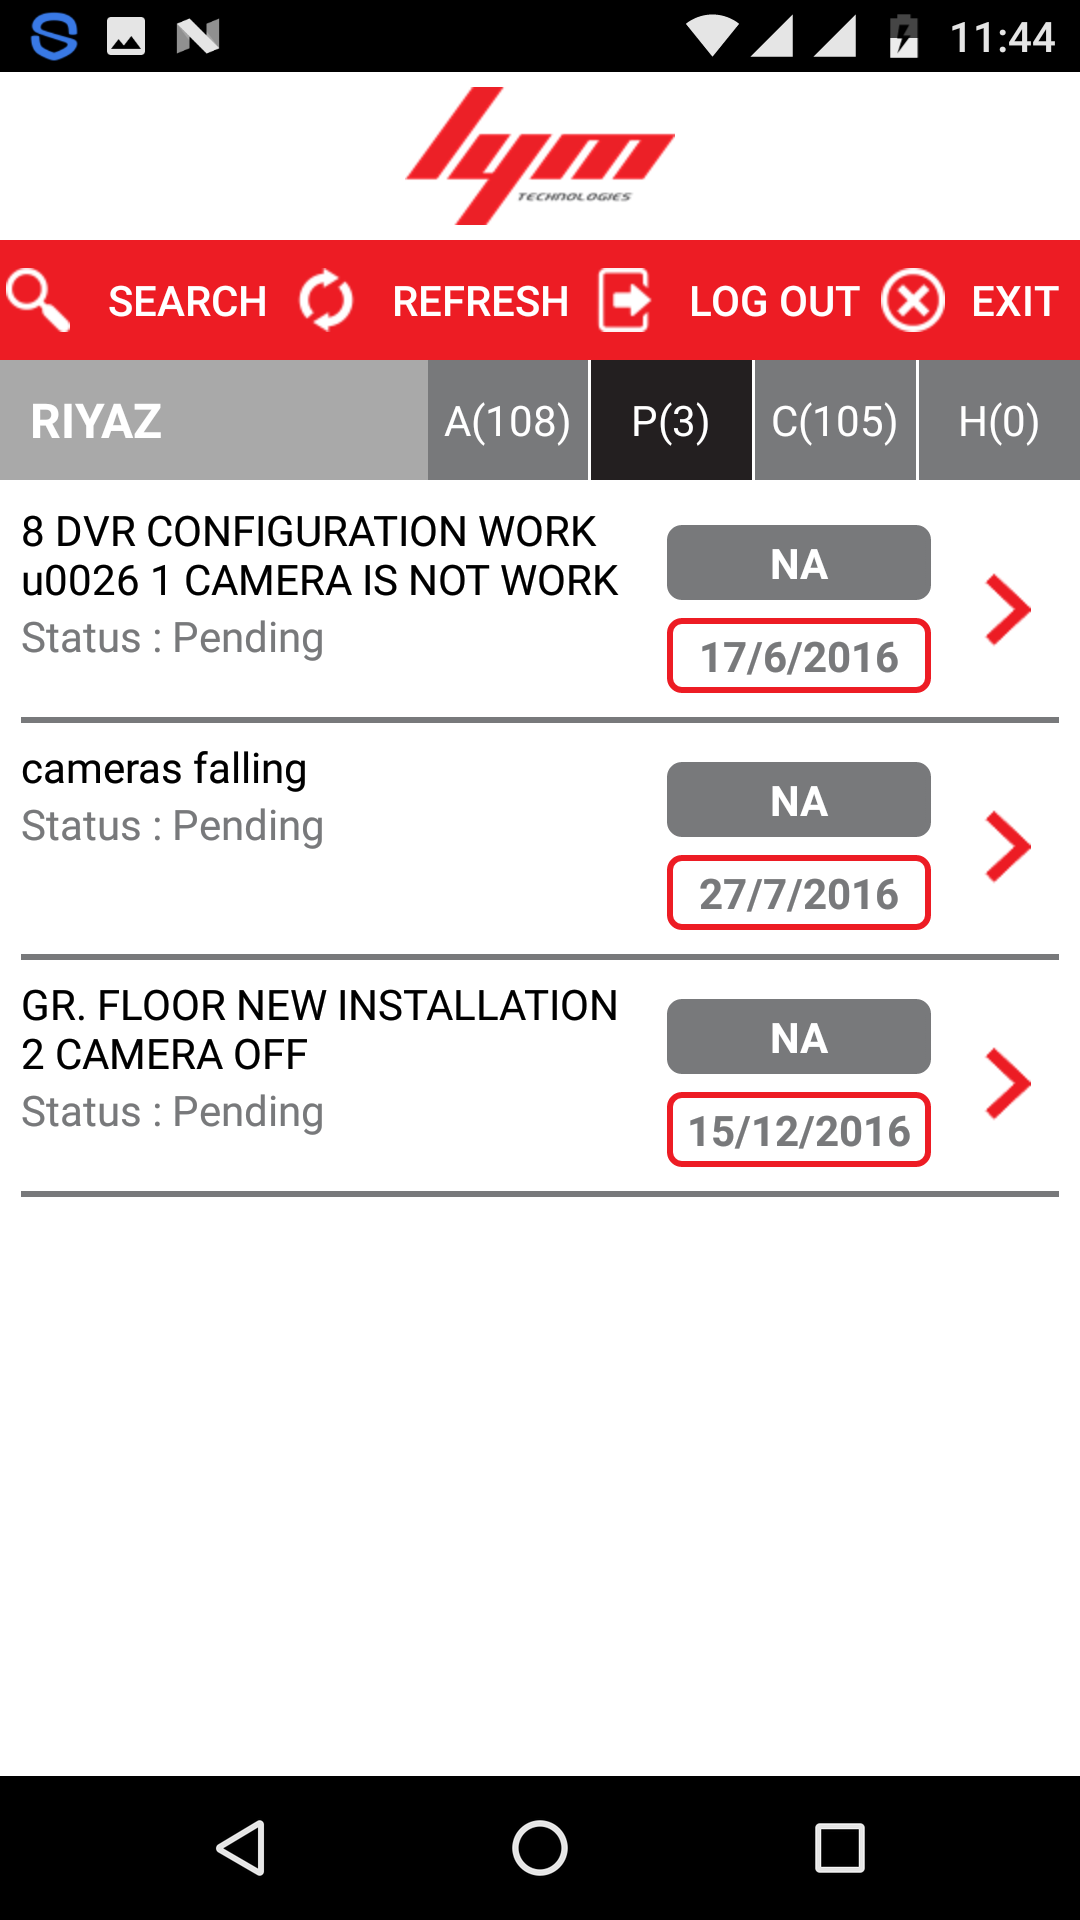 11:44
lym
TECHNOLOGIES
SEARCH REFRESH LOG OUT EXIT
RIYAZ A(108) P(3) C(105) H(0)
8 DVR CONFIGURATION WORK
u0026 1 CAMERA IS NOT WORK
Status : Pending
NA
17/6/2016
cameras falling
Status : Pending
NA
27/7/2016
GR. FLOOR NEW INSTALLATION
2 CAMERA OFF
Status : Pending
NA
15/12/2016